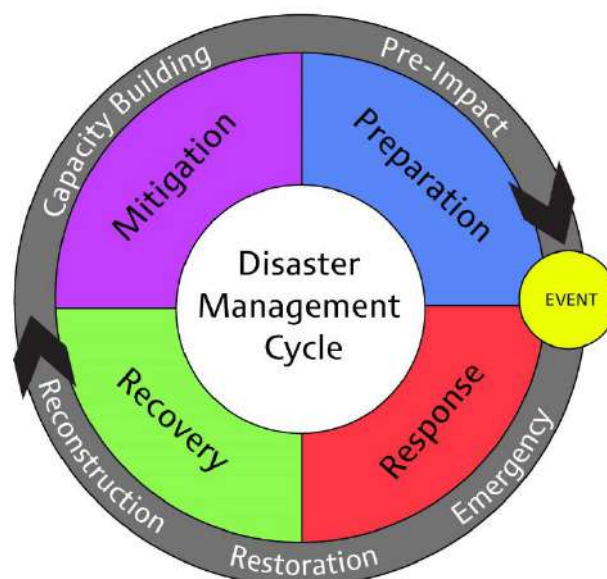 Capacity Building
Pre-Impact
Mitigation
Preparation
Disaster
Management
Cycle
EVENT
Recovery
Response
Reconstruction
Restoration
Emergency